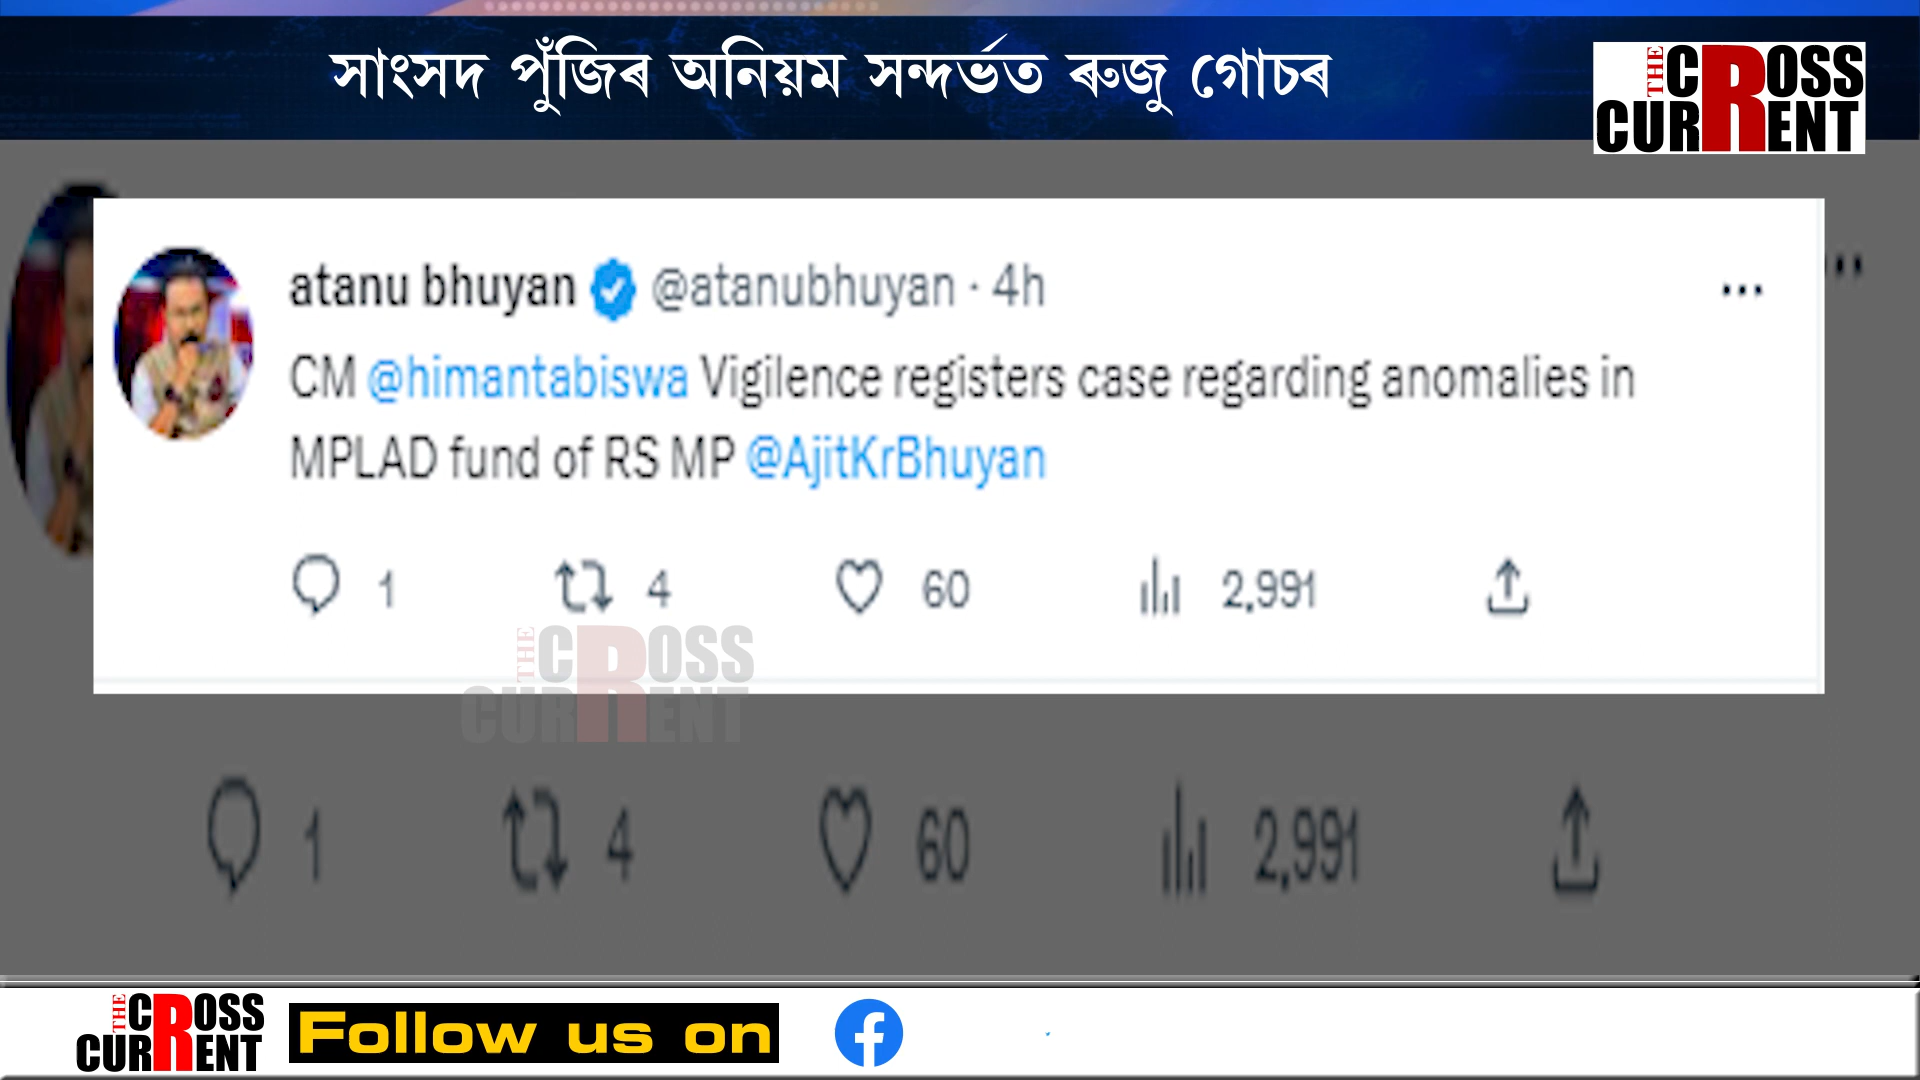 সাংসদ পুঁজিৰ অনিয়ম সন্দৰ্ভত ৰুজু গোচৰ
THE CROSS
CURRENT
atanu bhuyan @atanubhuyan · 4h
CM @himantabiswa Vigilence registers case regarding anomalies in
MPLAD fund of RS MP @AjitKrBhuyan
1 4 60 2,991
THE CROSS
CURRENT
1 4 60 2,991
THE CROSS
CURRENT
Follow us on